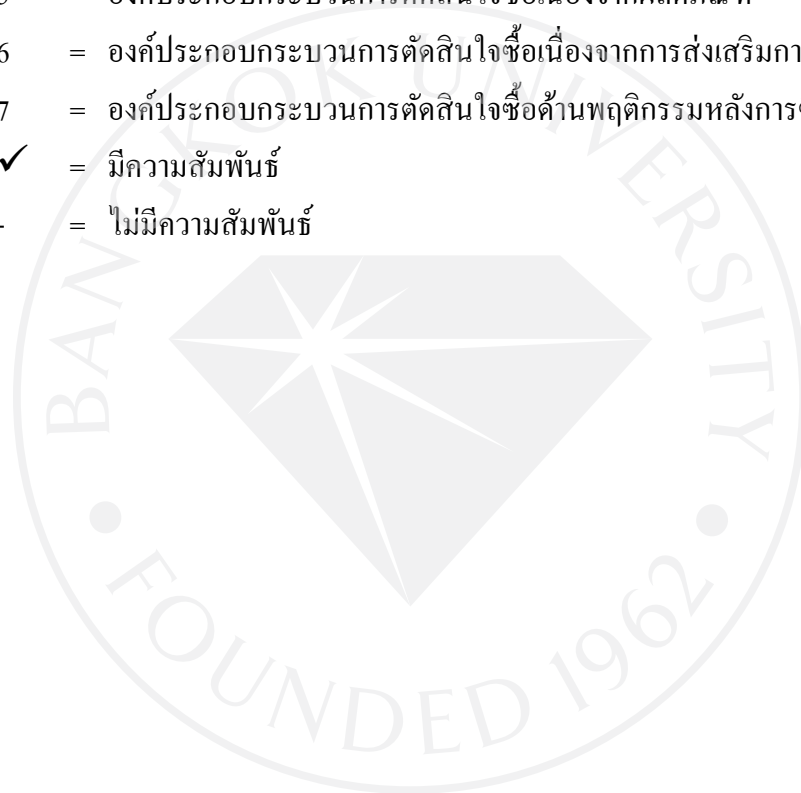 6 = องค์ประกอบกระบวนการตัดสินใจซื้อเนื่องจากการส่งเสริมกา
7 = องค์ประกอบกระบวนการตัดสินใจซื้อด้านพฤติกรรมหลังการ
✓ = มีความสัมพันธ์
- = ไม่มีความสัมพันธ์
BANGKOK UNIVERSITY
FOUNDED 1962